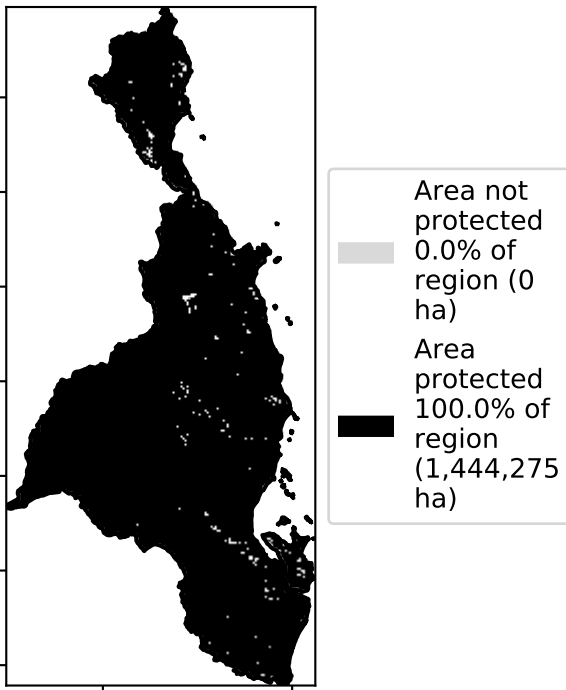 Area not
protected
0.0% of
region (0
ha)
Area
protected
100.0% of
region
(1,444,275
ha)